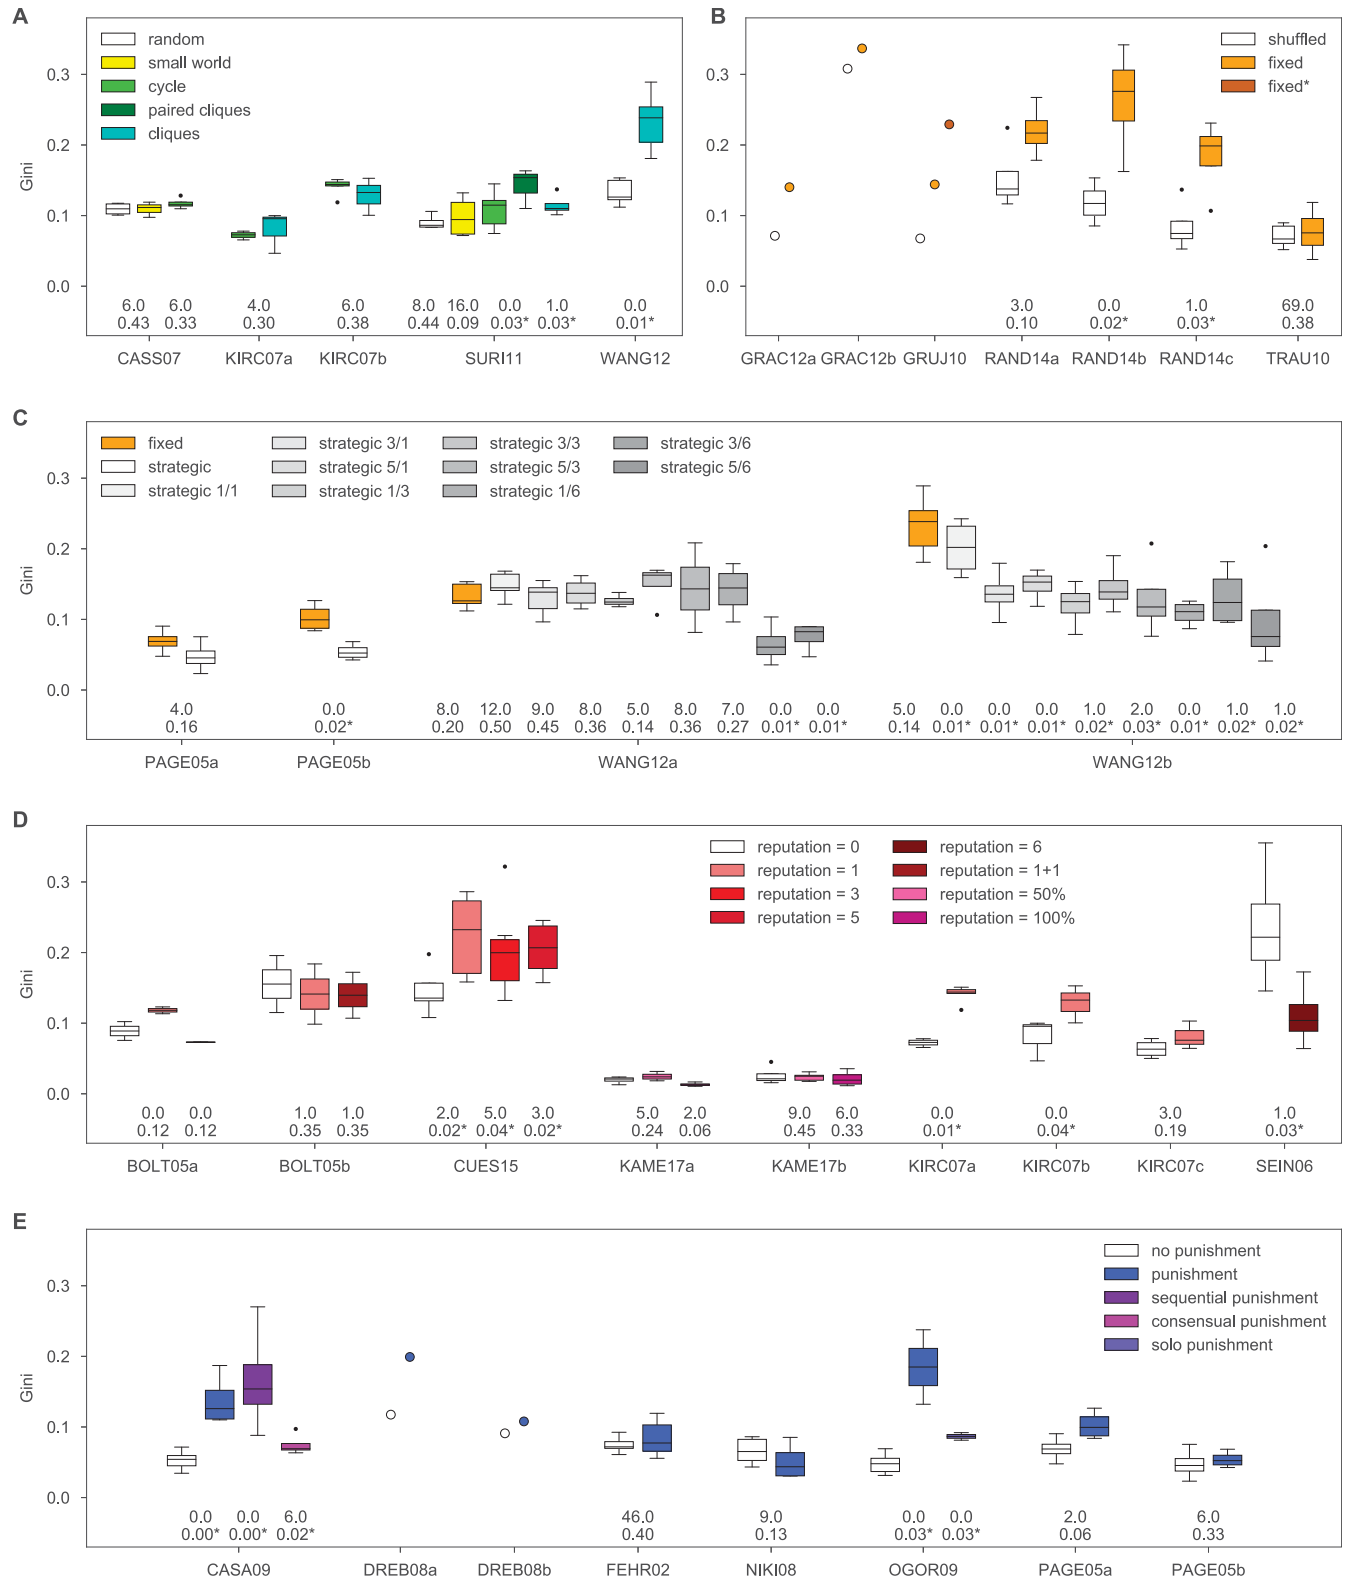 A
random
small world
cycle
paired cliques
cliques
Gini
0.3
0.2
0.1
0.0
6.0 6.0 4.0 6.0 8.0 16.0 0.0 1.0 0.0
0.43 0.33 0.30 0.38 0.44 0.09 0.03* 0.03* 0.01*
CASS07 KIRC07a KIRC07b SURI11 WANG12
B
shuffled
fixed
fixed*
0.3
0.2
0.1
0.0
3.0 0.0 1.0 69.0
0.10 0.02* 0.03* 0.38
GRAC12a GRAC12b GRUJ10 RAND14a RAND14b RAND14c TRAU10
C
fixed strategic 3/1 strategic 3/3 strategic 3/6
strategic strategic 5/1 strategic 5/3 strategic 5/6
strategic 1/1 strategic 1/3 strategic 1/6
Gini
0.3
0.2
0.1
0.0
4.0 0.0 8.0 12.0 9.0 8.0 5.0 8.0 7.0 0.0 0.0 5.0 0.0 0.0 0.0 1.0 2.0 0.0 1.0 1.0
0.16 0.02* 0.20 0.50 0.45 0.36 0.14 0.36 0.27 0.01* 0.01* 0.14 0.01* 0.01* 0.01* 0.02* 0.03* 0.01* 0.02* 0.02*
PAGE05a PAGE05b WANG12a WANG12b
D
reputation = 0 reputation = 6
reputation = 1 reputation = 1+1
reputation = 3 reputation = 50%
reputation = 5 reputation = 100%
Gini
0.3
0.2
0.1
0.0
0.0 0.0 1.0 1.0 2.0 5.0 3.0 5.0 2.0 9.0 6.0 0.0 0.0 3.0 1.0
0.12 0.12 0.35 0.35 0.02* 0.04* 0.02* 0.24 0.06 0.45 0.33 0.01* 0.04* 0.19 0.03*
BOLT05a BOLT05b CUES15 KAME17a KAME17b KIRC07a KIRC07b KIRC07c SEIN06
E
no punishment
punishment
sequential punishment
consensual punishment
solo punishment
Gini
0.3
0.2
0.1
0.0
0.0 0.0 6.0 46.0 9.0 0.0 0.0 2.0 6.0
0.00* 0.00* 0.02* 0.40 0.13 0.03* 0.03* 0.06 0.33
CASA09 DREB08a DREB08b FEHR02 NIKI08 OGOR09 PAGE05a PAGE05b